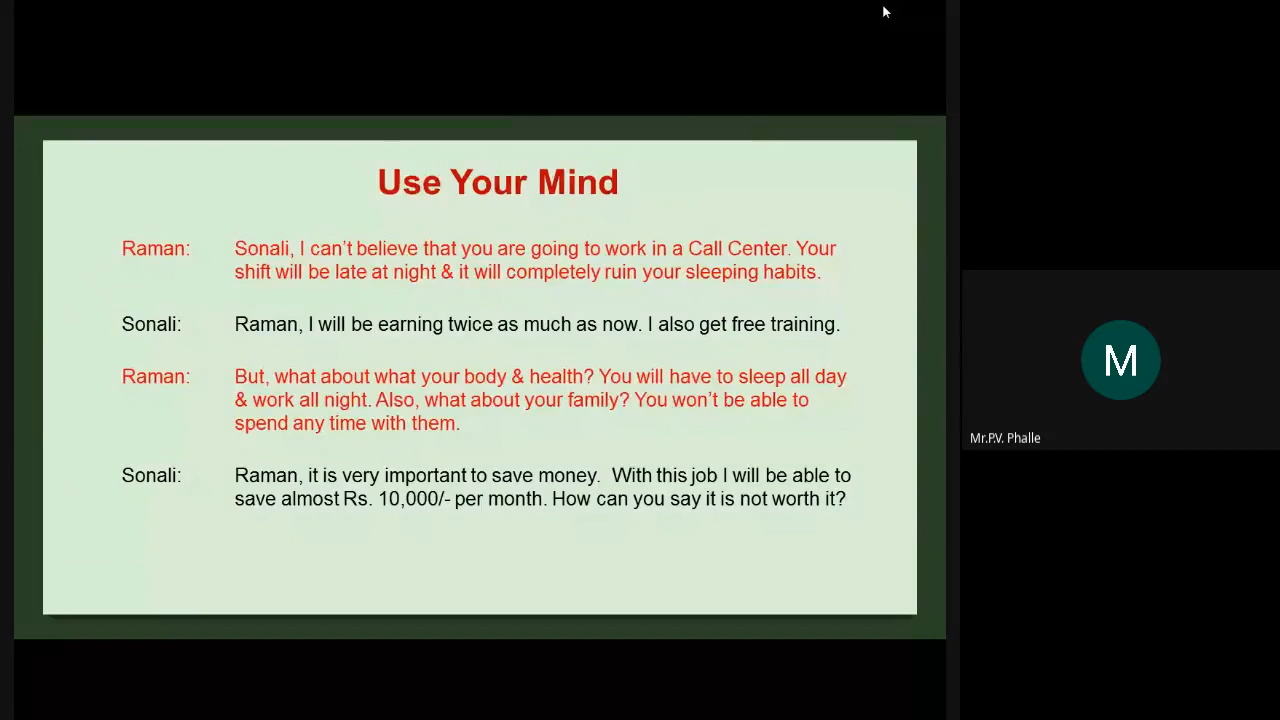 Use Your Mind
Raman: Sonali, I can't believe that you are going to work in a Call Center. Your
shift will be late at night & it will completely ruin your sleeping habits.
Sonali: Raman, I will be earning twice as much as now. I also get free training.
Raman: But, what about what your body & health? You will have to sleep all day
& work all night. Also, what about your family? You won't be able to
spend any time with them.
Sonali: Raman, it is very important to save money.  With this job I will be able to
save almost Rs. 10,000/- per month. How can you say it is not worth it?
M
Mr.P.V. Phalle